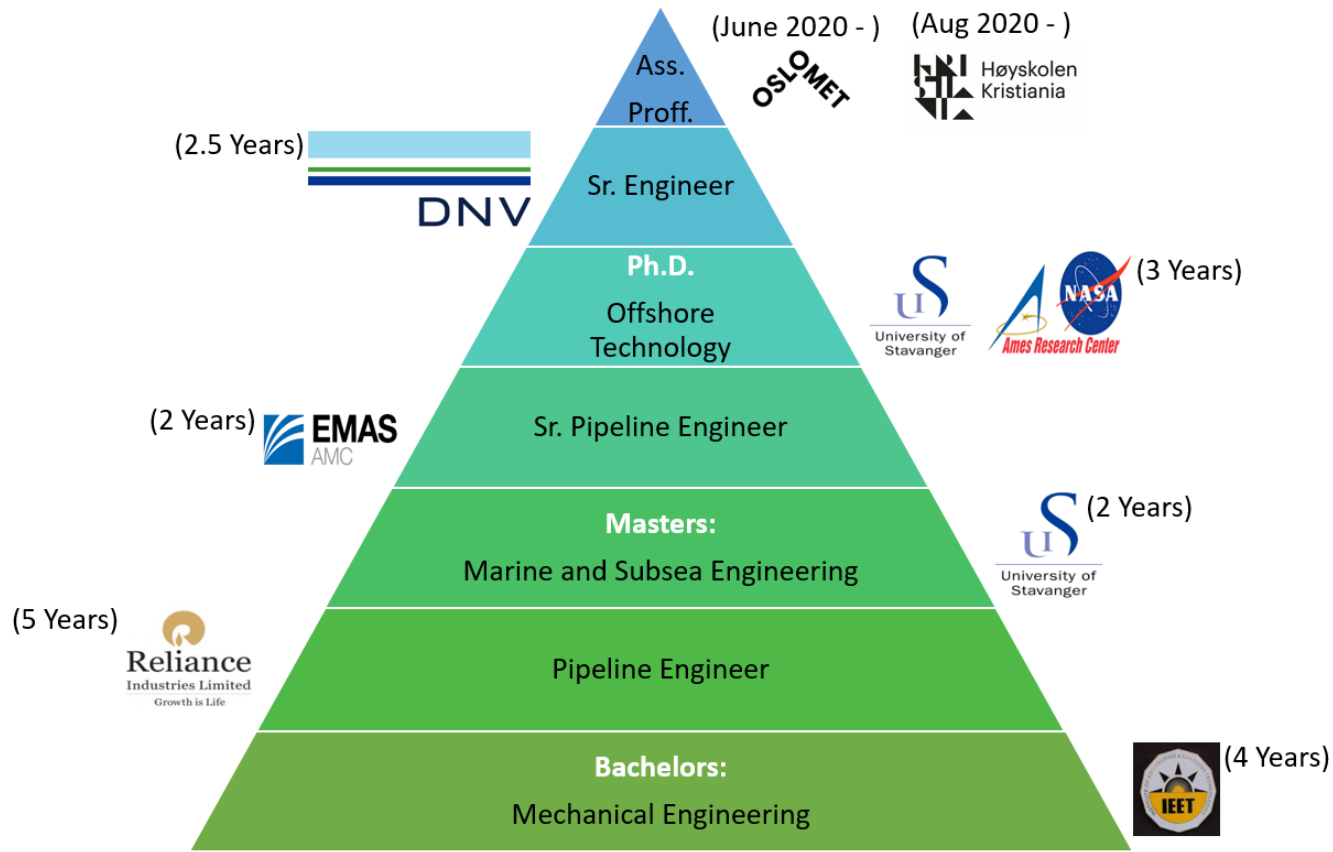 (June 2020 - )
(Aug 2020 - )
Ass.
Proff.
OSLOMET
Høyskolen
Kristiania
(2.5 Years)
DNV
Sr. Engineer
Ph.D.
Offshore
Technology
US
University of
Stavanger
NASA
Ames Research Center
(3 Years)
(2 Years)
EMAS
AMC
Sr. Pipeline Engineer
Masters:
Marine and Subsea Engineering
US
University of
Stavanger
(2 Years)
(5 Years)
Reliance
Industries Limited
Growth is Life
Pipeline Engineer
Bachelors:
Mechanical Engineering
IEET
(4 Years)